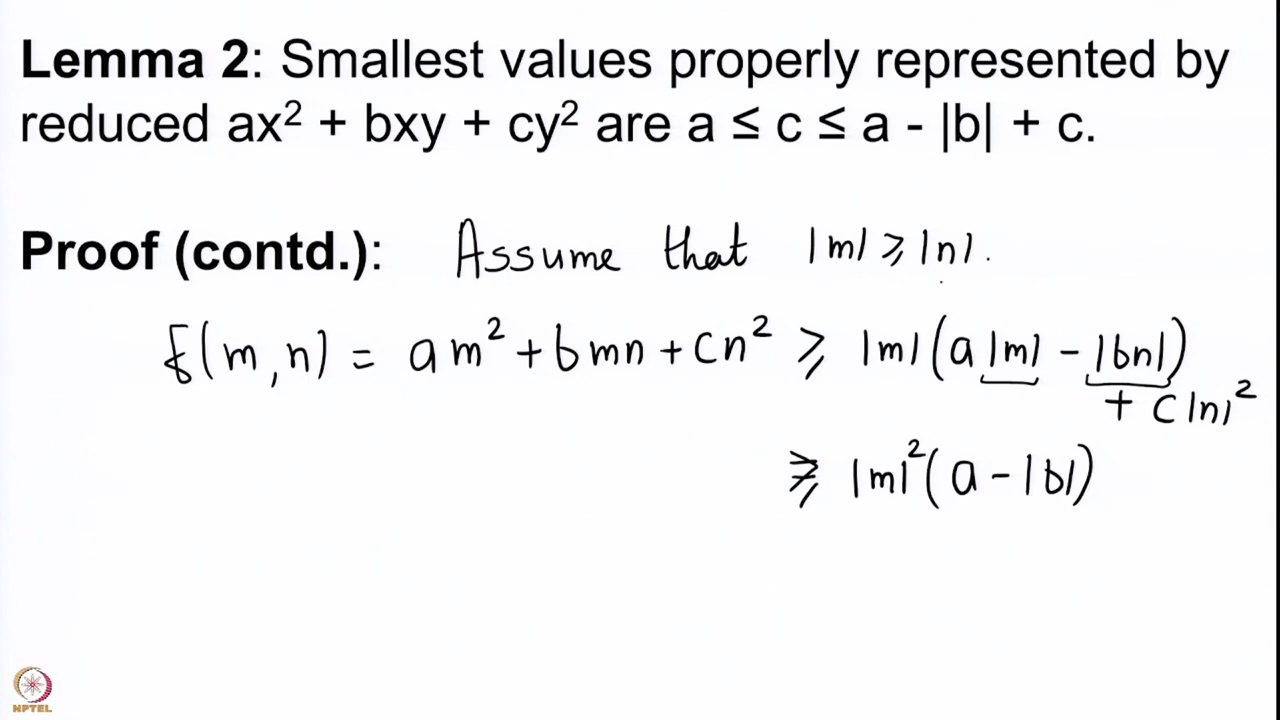 Lemma 2: Smallest values properly represented by
reduced ax² + bxy + cy² are a ≤ c ≤ a - |b| + c.
Proof (contd.): Assume that |m| ⩾ |n|.
f(m,n) = am² + bmn + cn² ⩾ |m|(a|m| - |bn|)
+ c|n|²
⩾ |m|²(a - |b|)
NPTEL